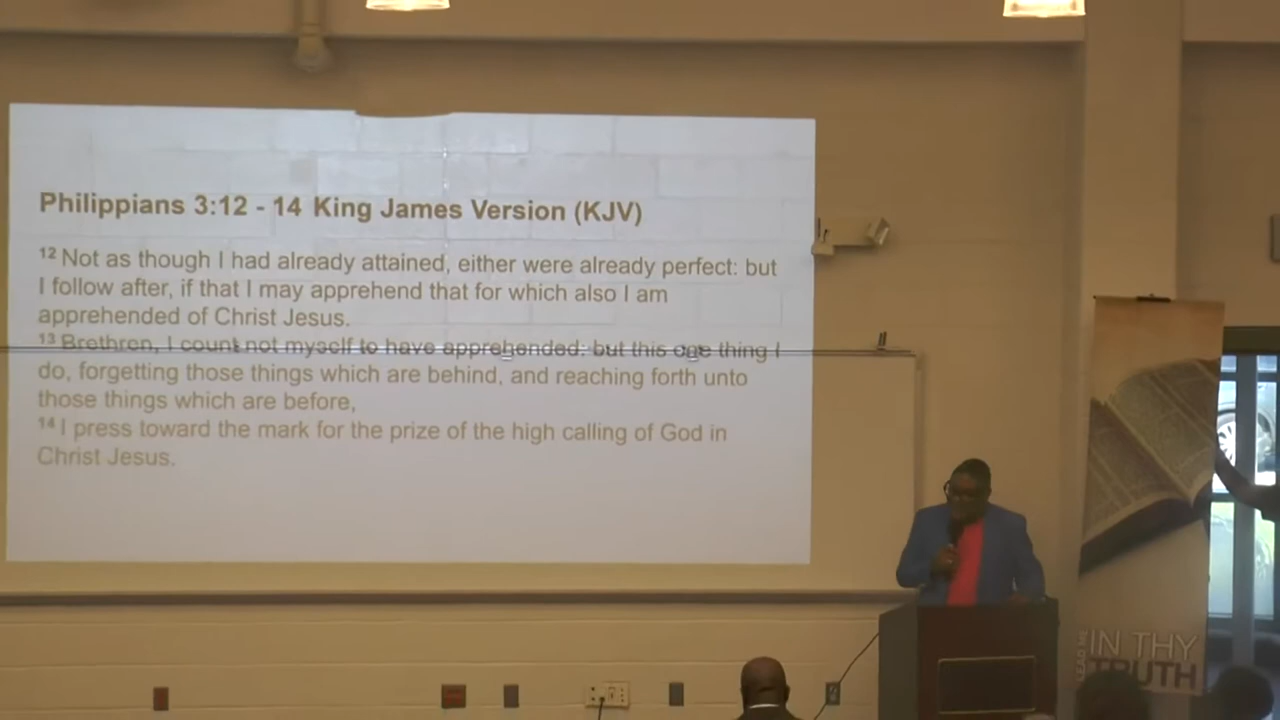 Philippians 3:12 - 14 King James Version (KJV)
12 Not as though I had already attained, either were already perfect: but
I follow after, if that I may apprehend that for which also I am
apprehended of Christ Jesus.
13 Brethren, I count not myself to have apprehended: but this one thing I
do, forgetting those things which are behind, and reaching forth unto
those things which are before,
14 I press toward the mark for the prize of the high calling of God in
Christ Jesus.
LEAD ME
IN THY
TRUTH